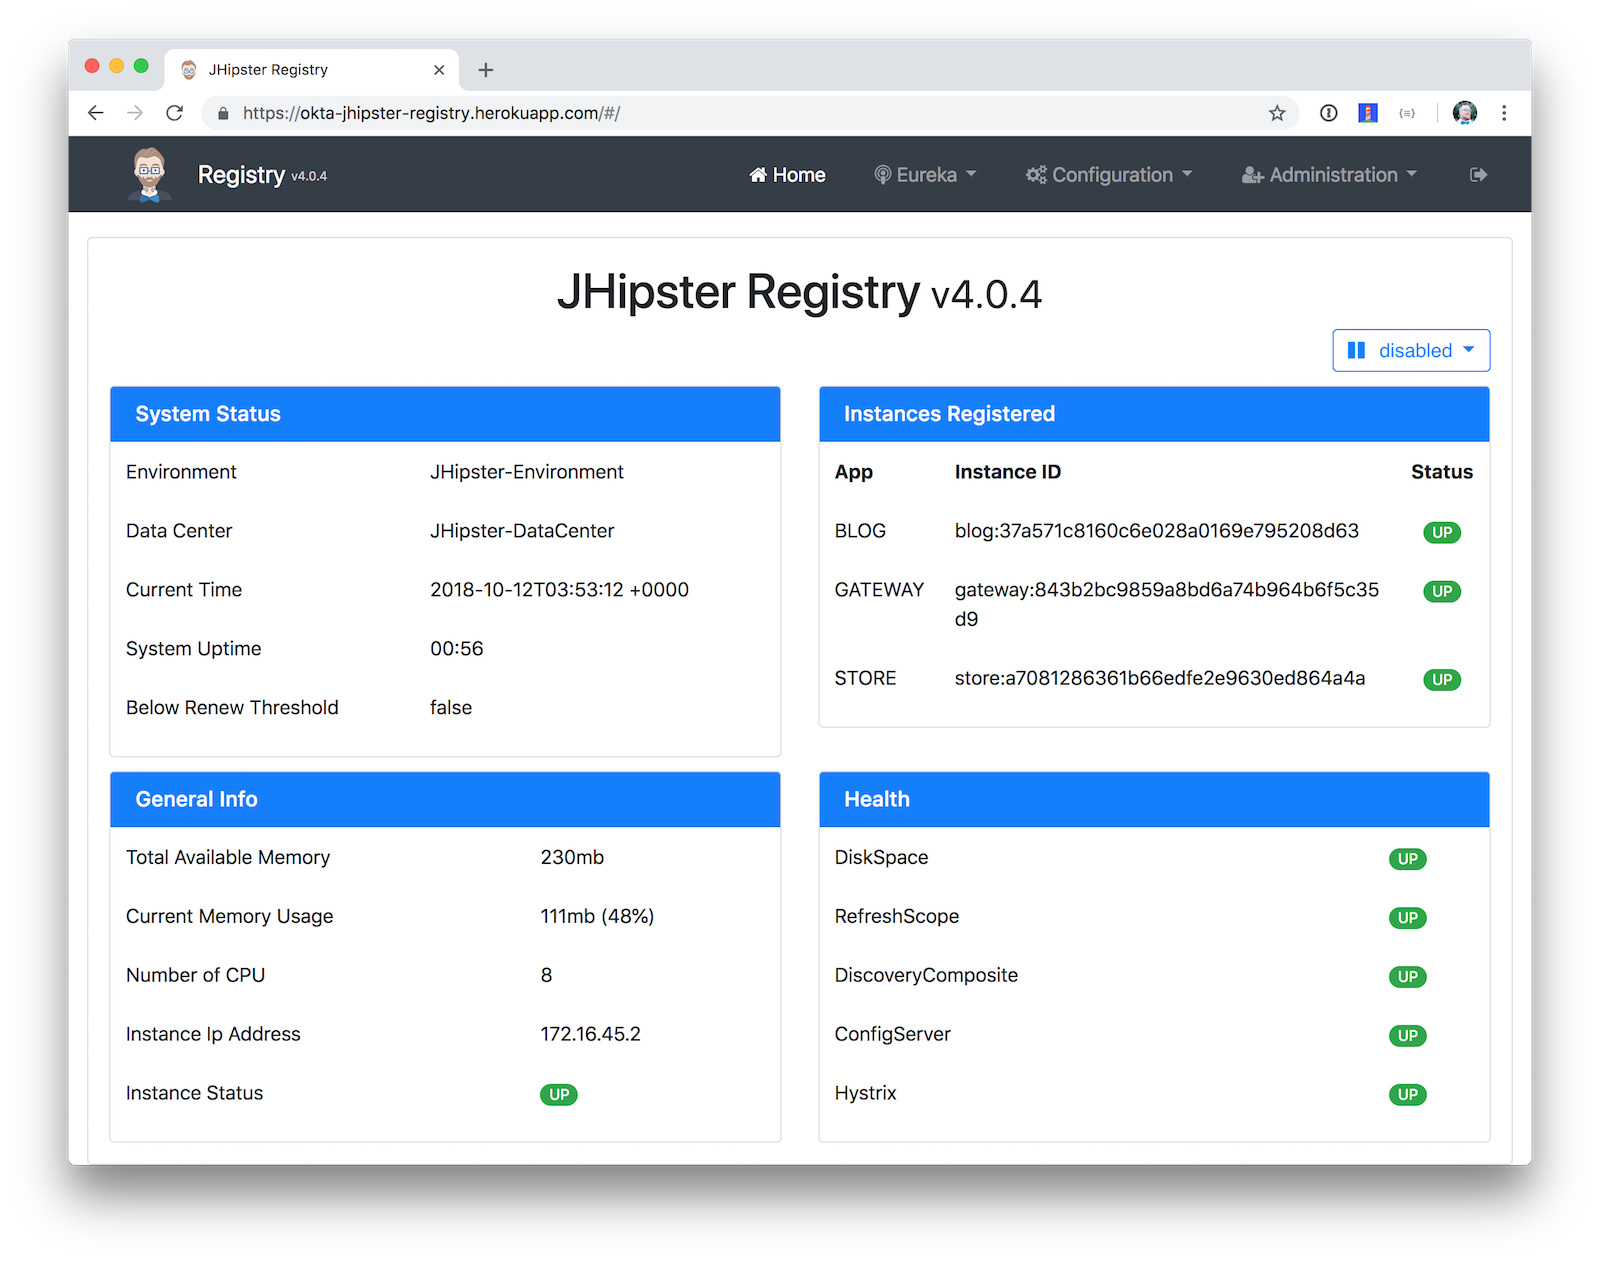 JHipster Registry
https://okta-jhipster-registry.herokuapp.com/#/
Registry v4.0.4
Home
Eureka
Configuration
Administration
JHipster Registry v4.0.4
disabled
System Status
Environment JHipster-Environment
Data Center JHipster-DataCenter
Current Time 2018-10-12T03:53:12 +0000
System Uptime 00:56
Below Renew Threshold false
Instances Registered
App Instance ID Status
BLOG blog:37a571c8160c6e028a0169e795208d63 UP
GATEWAY gateway:843b2bc9859a8bd6a74b964b6f5c35 UP
d9
STORE store:a7081286361b66edfe2e9630ed864a4a UP
General Info
Total Available Memory 230mb
Current Memory Usage 111mb (48%)
Number of CPU 8
Instance Ip Address 172.16.45.2
Instance Status UP
Health
DiskSpace UP
RefreshScope UP
DiscoveryComposite UP
ConfigServer UP
Hystrix UP